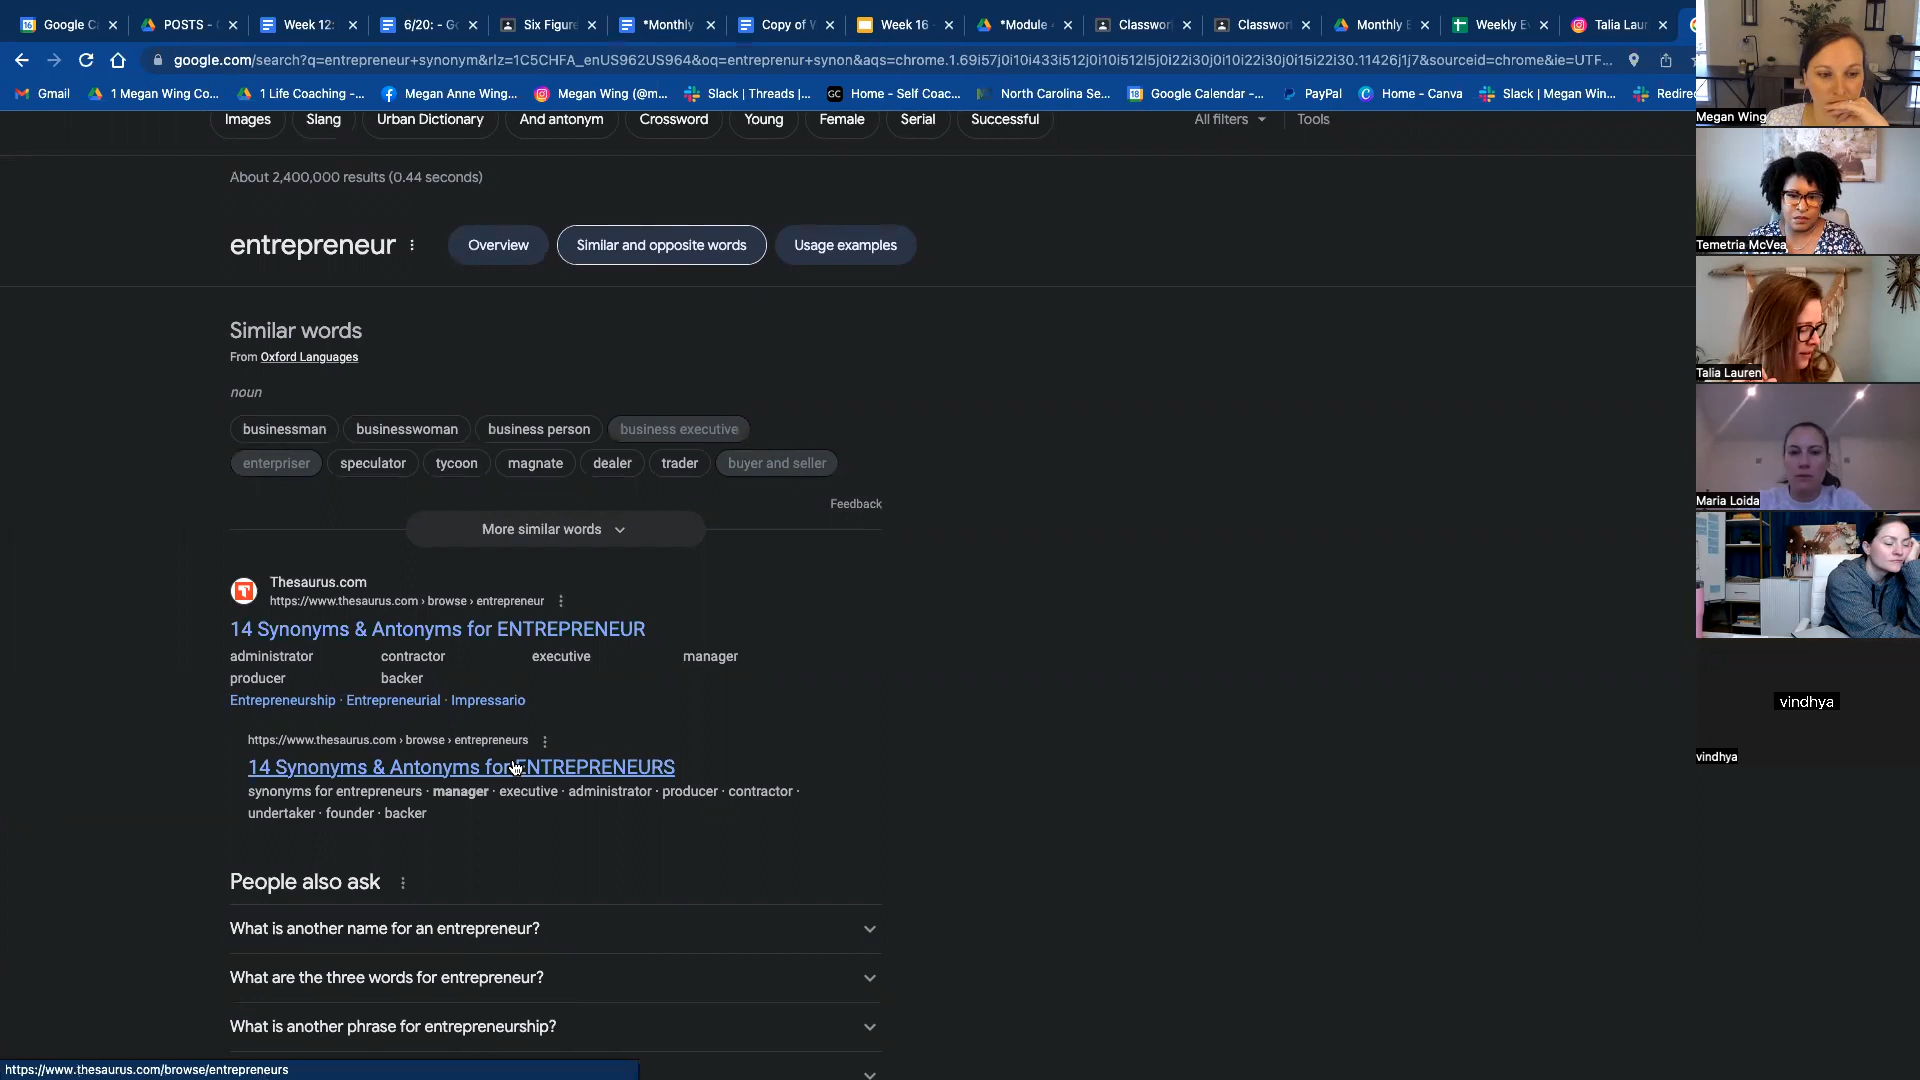 Google C
POSTS -
Week 12:
6/20: - G
Six Figure
*Monthly
Copy of W
Week 16
*Module
Classwor
Classwor
Monthly E
Weekly E
Talia Lau
google.com/search?q=entrepreneur+synonym&rlz=1C5CHFA_enUS962US964&oq=entreprenur+synon&aqs=chrome.1.69i57j0i10i433i512j0i10i512l5j0i22i30j0i10i22i30j0i15i22i30.11426j1j7&sourceid=chrome&ie=UTF...
Gmail
1 Megan Wing Co...
1 Life Coaching -...
Megan Anne Wing...
Megan Wing (@m...
Slack | Threads |...
Home - Self Coac...
North Carolina Se...
Google Calendar -...
PayPal
Home - Canva
Slack | Megan Win...
Redirec
Images Slang Urban Dictionary And antonym Crossword Young Female Serial Successful All filters Tools
About 2,400,000 results (0.44 seconds)
entrepreneur Overview Similar and opposite words Usage examples
Similar words
From Oxford Languages
noun
businessman businesswoman business person business executive
enterpriser speculator tycoon magnate dealer trader buyer and seller
Feedback
More similar words
Thesaurus.com
https://www.thesaurus.com › browse › entrepreneur
14 Synonyms & Antonyms for ENTREPRENEUR
administrator contractor executive manager
producer backer
Entrepreneurship · Entrepreneurial · Impressario
https://www.thesaurus.com › browse › entrepreneurs
14 Synonyms & Antonyms for ENTREPRENEURS
synonyms for entrepreneurs · manager · executive · administrator · producer · contractor ·
undertaker · founder · backer
People also ask
What is another name for an entrepreneur?
What are the three words for entrepreneur?
What is another phrase for entrepreneurship?
https://www.thesaurus.com/browse/entrepreneurs
Megan Wing
Temetria McVea
Talia Lauren
Maria Loida
vindhya
vindhya